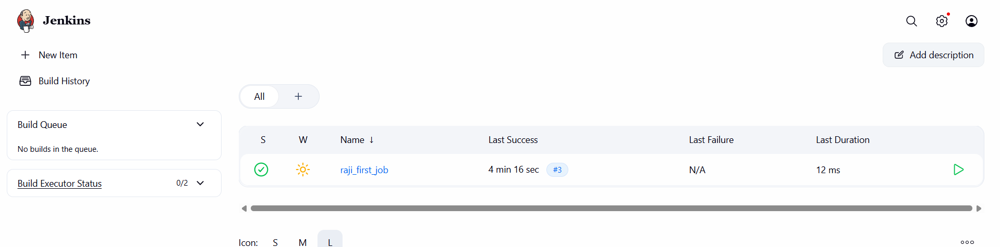 Jenkins
New Item
Build History
Add description
All
Build Queue
No builds in the queue.
Build Executor Status 0/2
S W Name ↓ Last Success Last Failure Last Duration
raji_first_job 4 min 16 sec #3 N/A 12 ms
Icon: S M L